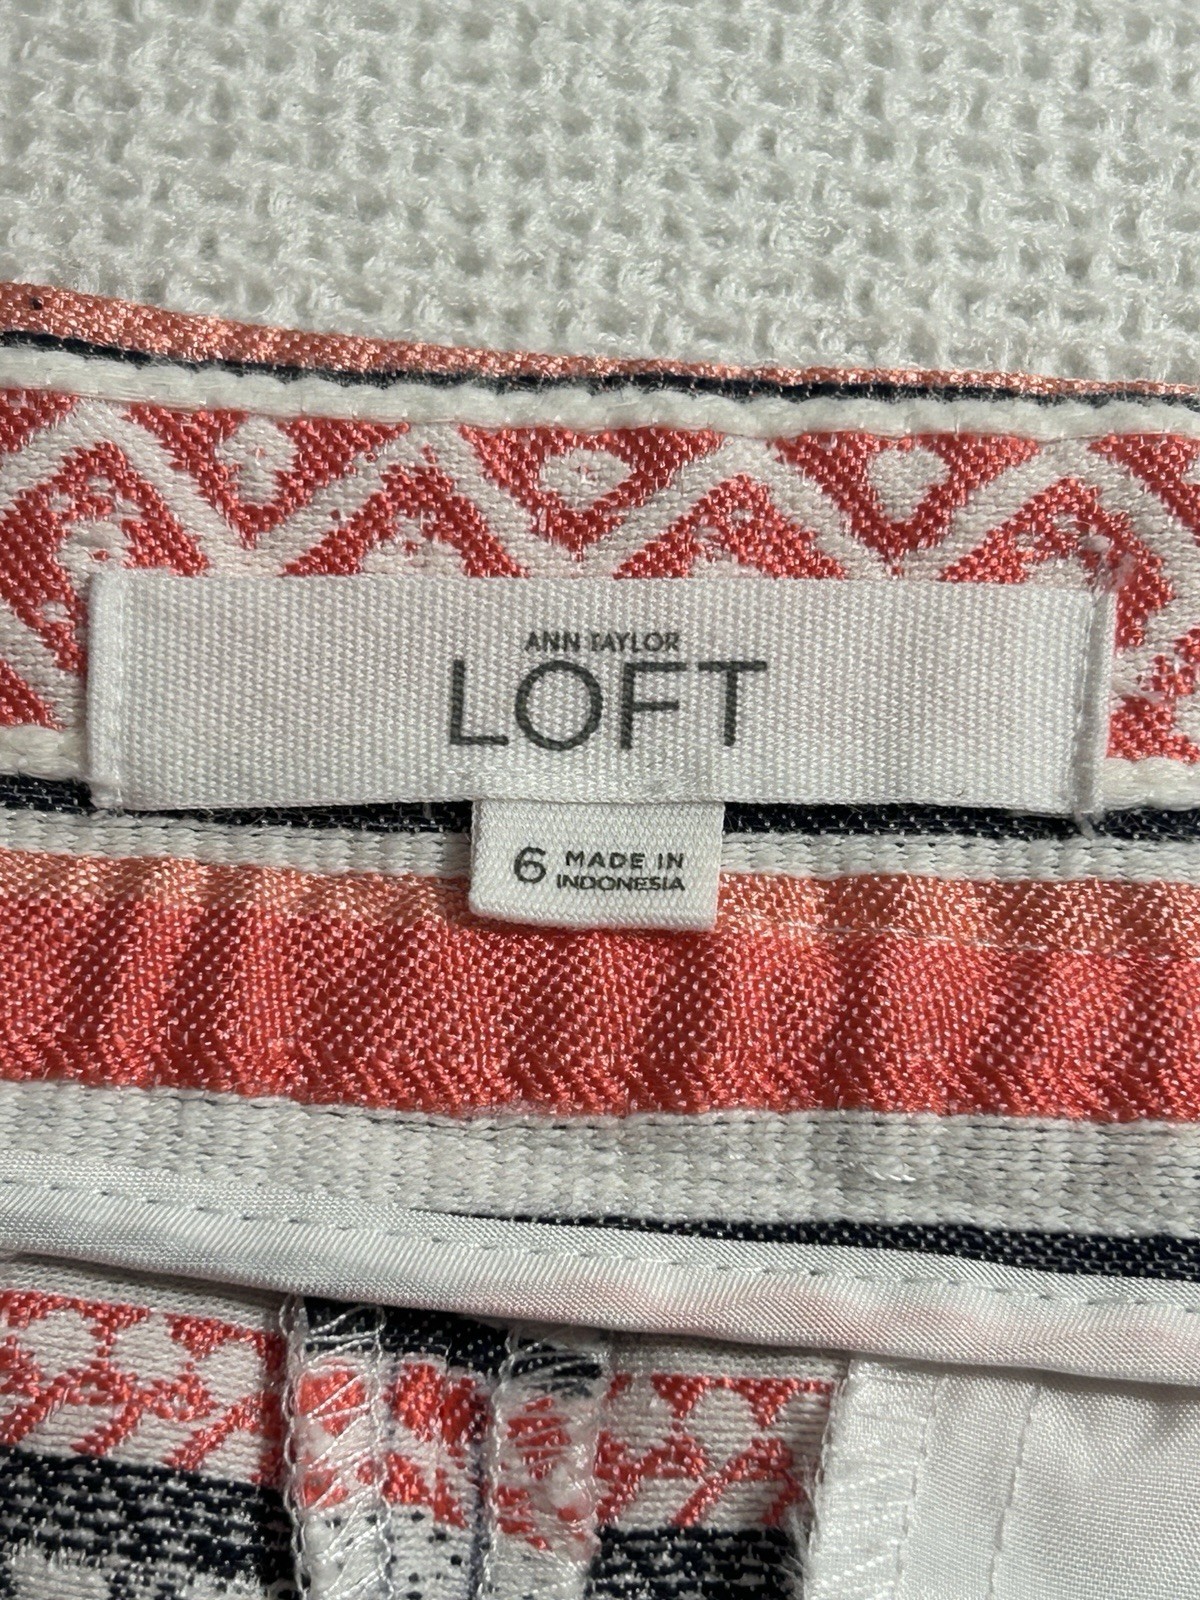 ANN TAYLOR
LOFT
6 MADE IN
INDONESIA